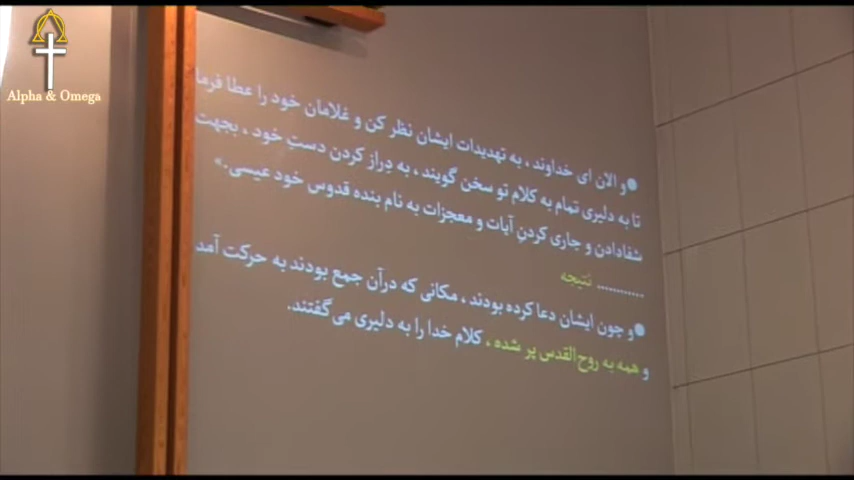 Alpha & Omega
●و الان ای خداوند ، به تهدیدات ایشان نظر کن و غلامان خود را عطا فرما
تا به دلیری تمام به کلام تو سخن گویند ، به دِراز کردن دستِ خود ، بجهت
شفادادن و جاری کردنِ آیات و معجزات به نام بنده قدوس خود عیسی.»
........... نتیجه
●و چون ایشان دعا کرده بودند ، مکانی که درآن جمع بودند به حرکت آمد
و همه به روح القدس پر شده ، کلام خدا را به دلیری می گفتند.